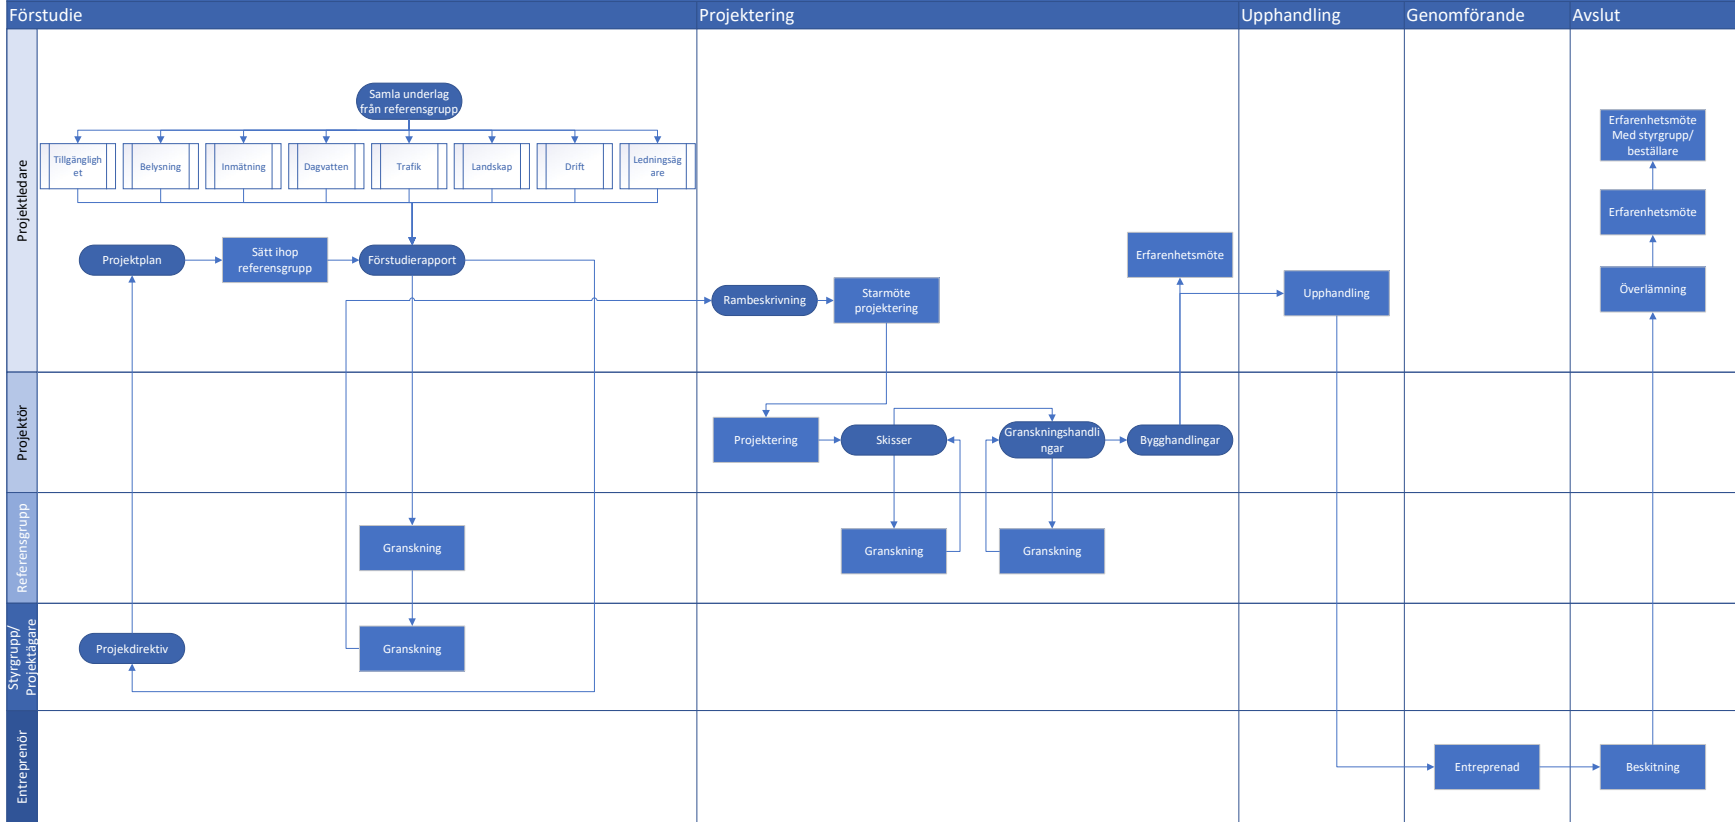 Förstudie
Projektering
Upphandling
Genomförande
Avslut
Projektledare
Samla underlag
från referensgrupp
Tillgängligh
et
Belysning
Inmätning
Dagvatten
Trafik
Landskap
Drift
Ledningsäg
are
Projektplan
Sätt ihop
referensgrupp
Förstudierapport
Rambeskrivning
Starmöte
projektering
Erfarenhetsmöte
Upphandling
Erfarenhetsmöte
Med styrgrupp/
beställare
Erfarenhetsmöte
Överlämning
Projektör
Projektering
Skisser
Granskningshandli
ngar
Bygghandlingar
Referensgrupp
Granskning
Granskning
Granskning
Styrgrupp/
Projektägare
Projekdirektiv
Granskning
Entreprenör
Entreprenad
Beskitning